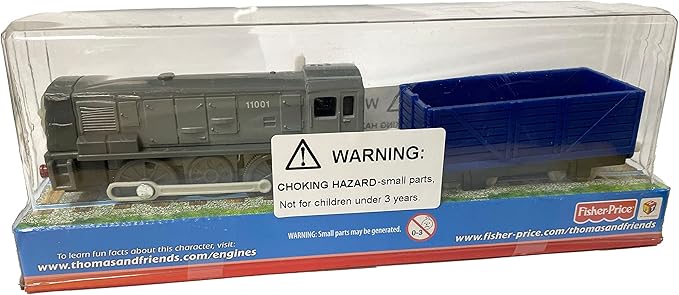 11001
WARNING:
CHOKING HAZARD-small parts.
Not for children under 3 years.
To learn fun facts about this character, visit:
www.thomasandfriends.com/engines
WARNING: Small parts may be generated.
0-3
Fisher-Price
www.fisher-price.com/thomasandfriends